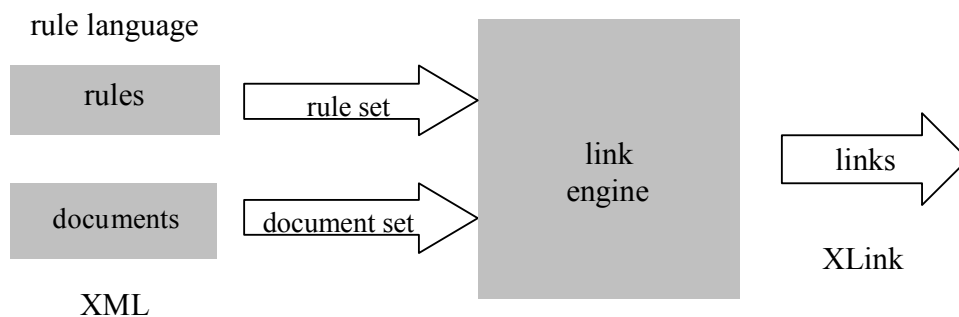 rule language
rules
rule set
link
engine
links
documents
document set
XLink
XML